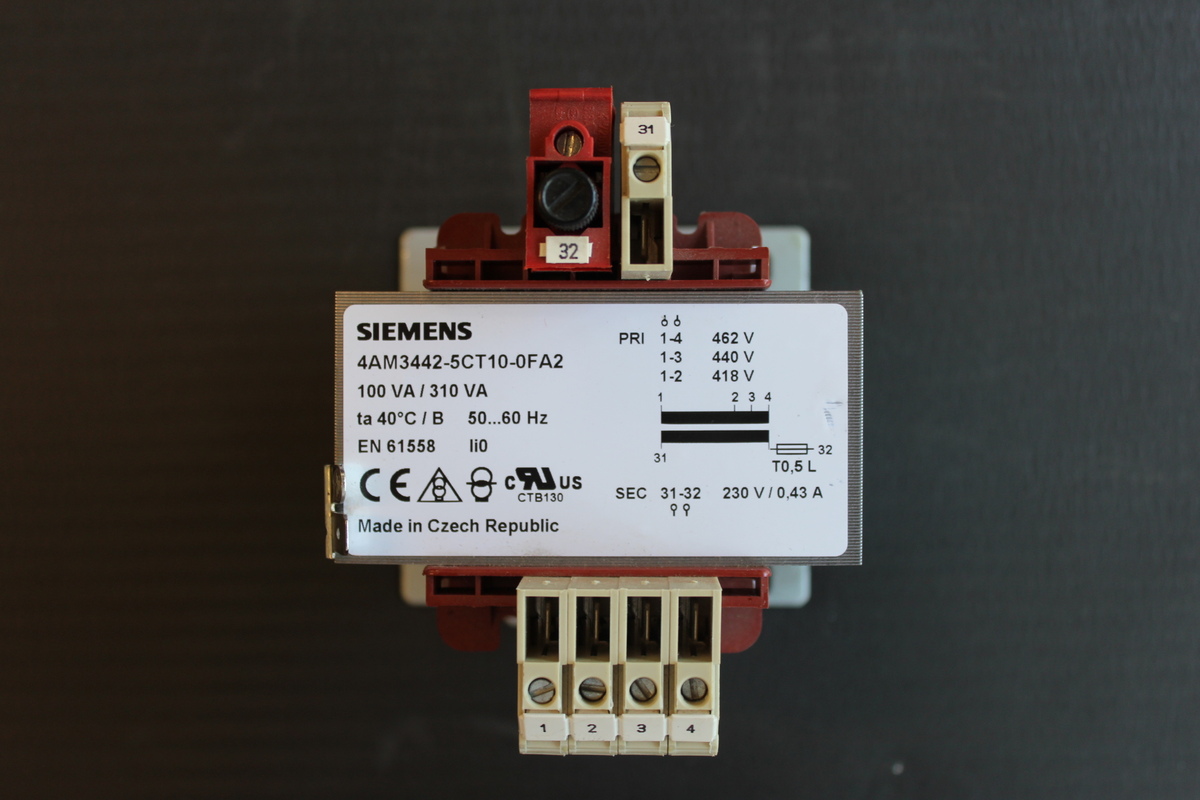 31
32
SIEMENS
4AM3442-5CT10-0FA2
100 VA / 310 VA
ta 40°C / B 50...60 Hz
EN 61558 Ii0
CE c RU US
CTB130
Made in Czech Republic
PRI 1-4 462 V
1-3 440 V
1-2 418 V
1 2 3 4
31 32
T0,5 L
SEC 31-32 230 V / 0,43 A
1 2 3 4